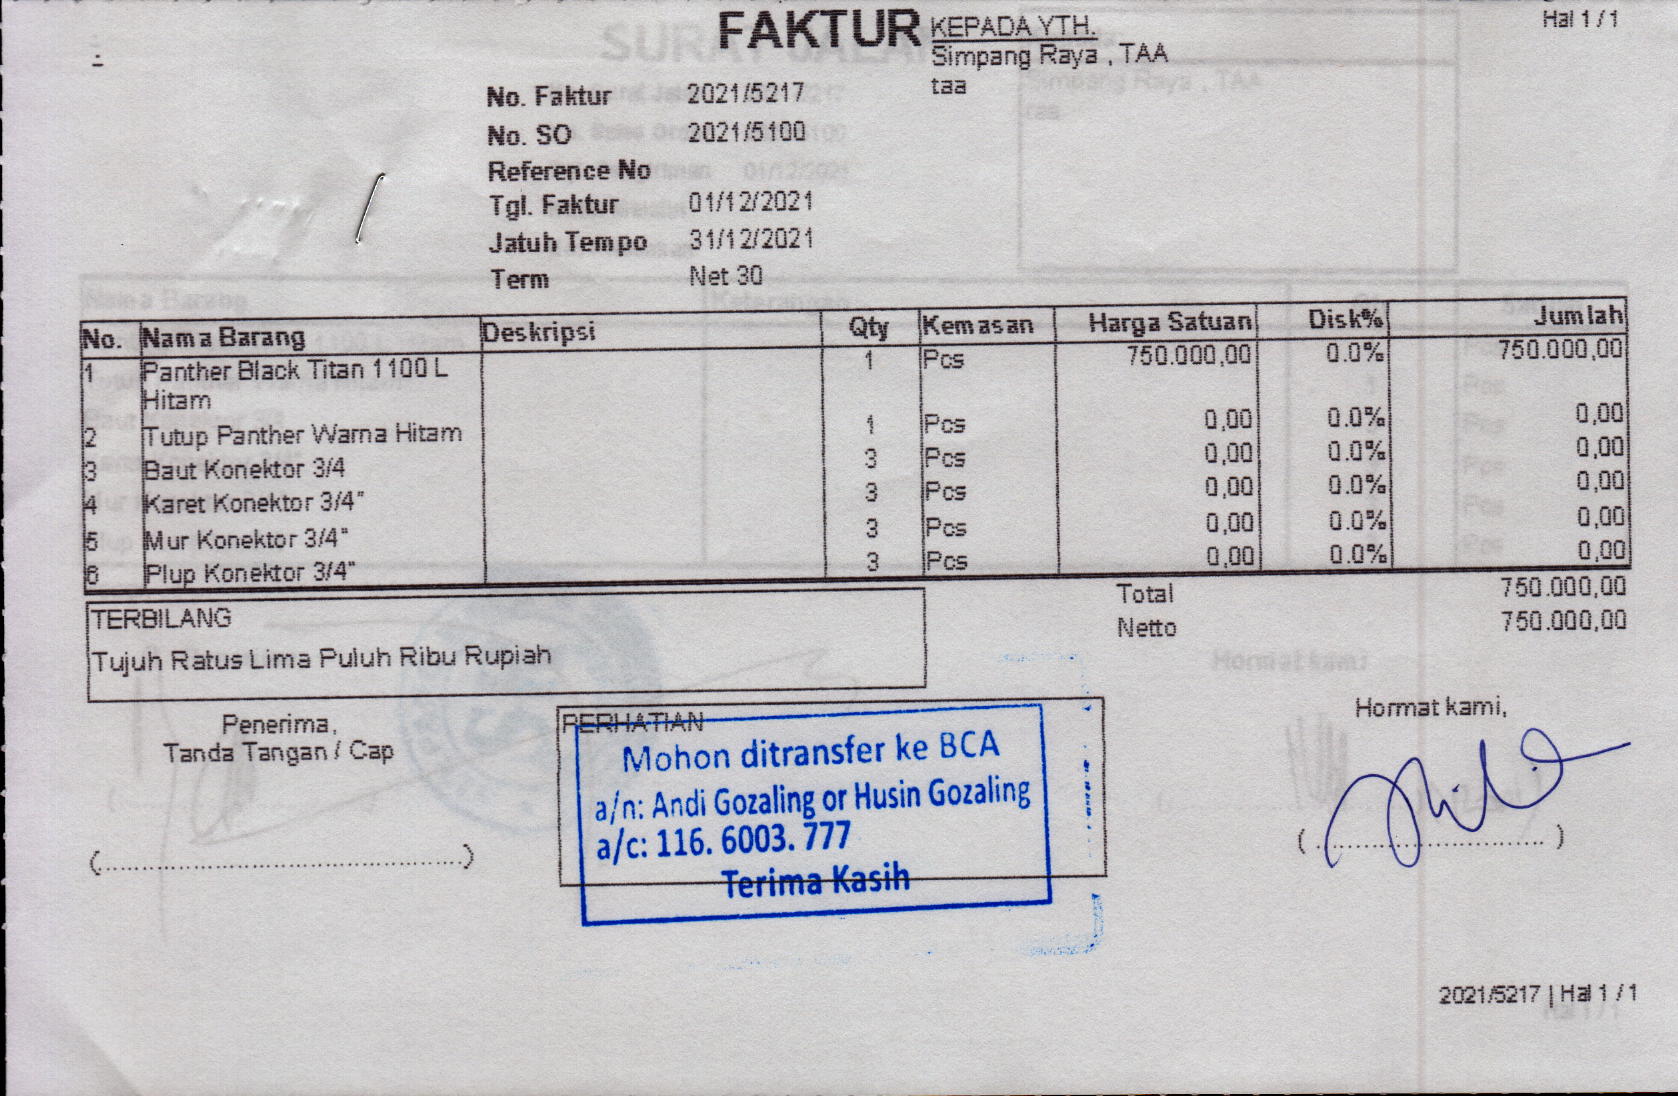 FAKTUR
KEPADA YTH.
Simpang Raya , TAA
taa
Hal 1 / 1
No. Faktur 2021/5217
No. SO 2021/5100
Reference No
Tgl. Faktur 01/12/2021
Jatuh Tempo 31/12/2021
Term Net 30
No. Nama Barang Deskripsi Qty Kemasan Harga Satuan Disk% Jumlah
1 Panther Black Titan 1100 L 1 Pcs 750.000,00 0.0% 750.000,00
Hitam
2 Tutup Panther Warna Hitam 1 Pcs 0,00 0.0% 0,00
3 Baut Konektor 3/4 3 Pcs 0,00 0.0% 0,00
4 Karet Konektor 3/4" 3 Pcs 0,00 0.0% 0,00
5 Mur Konektor 3/4" 3 Pcs 0,00 0.0% 0,00
6 Plup Konektor 3/4" 3 Pcs 0,00 0.0% 0,00
Total 750.000,00
Netto 750.000,00
TERBILANG
Tujuh Ratus Lima Puluh Ribu Rupiah
Penerima,
Tanda Tangan / Cap
(...............................................)
PERHATIAN
Mohon ditransfer ke BCA
a/n: Andi Gozaling or Husin Gozaling
a/c: 116. 6003. 777
Terima Kasih
Hormat kami,
(...............................)
2021/5217 | Hal 1 / 1